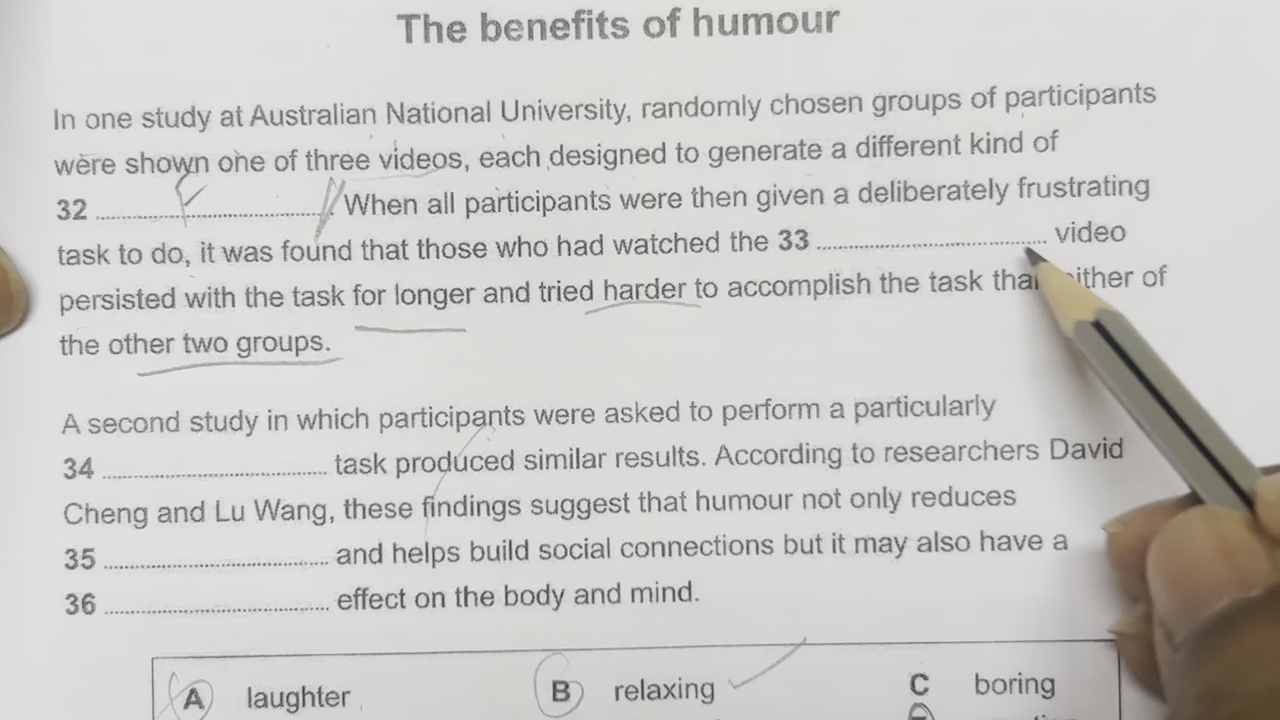 The benefits of humour
In one study at Australian National University, randomly chosen groups of participants
were shown one of three videos, each designed to generate a different kind of
32 ........................................ When all participants were then given a deliberately frustrating
task to do, it was found that those who had watched the 33 ........................................ video
persisted with the task for longer and tried harder to accomplish the task than either of
the other two groups.
A second study in which participants were asked to perform a particularly
34 ........................................ task produced similar results. According to researchers David
Cheng and Lu Wang, these findings suggest that humour not only reduces
35 ........................................ and helps build social connections but it may also have a
36 ........................................ effect on the body and mind.
A laughter B relaxing C boring